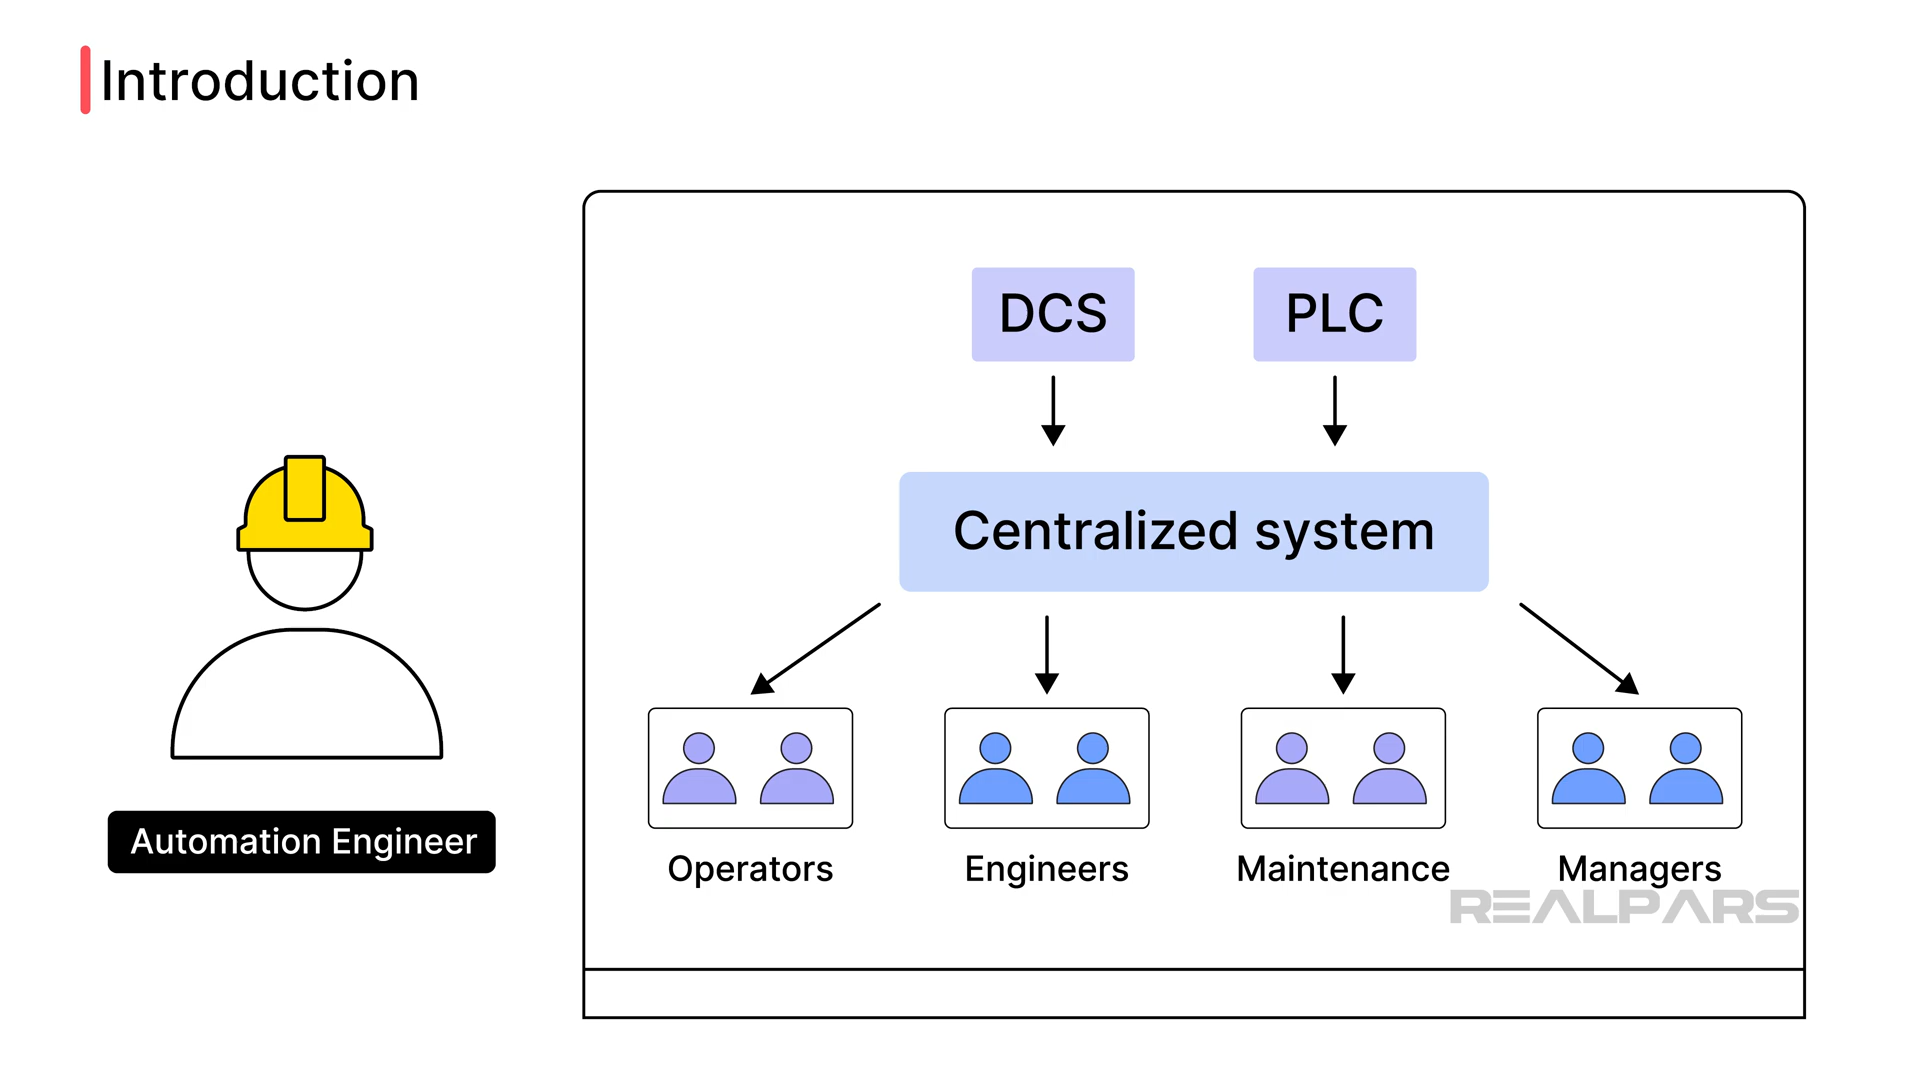 Introduction
DCS
PLC
Centralized system
Operators
Engineers
Maintenance
Managers
Automation Engineer
REALPARS